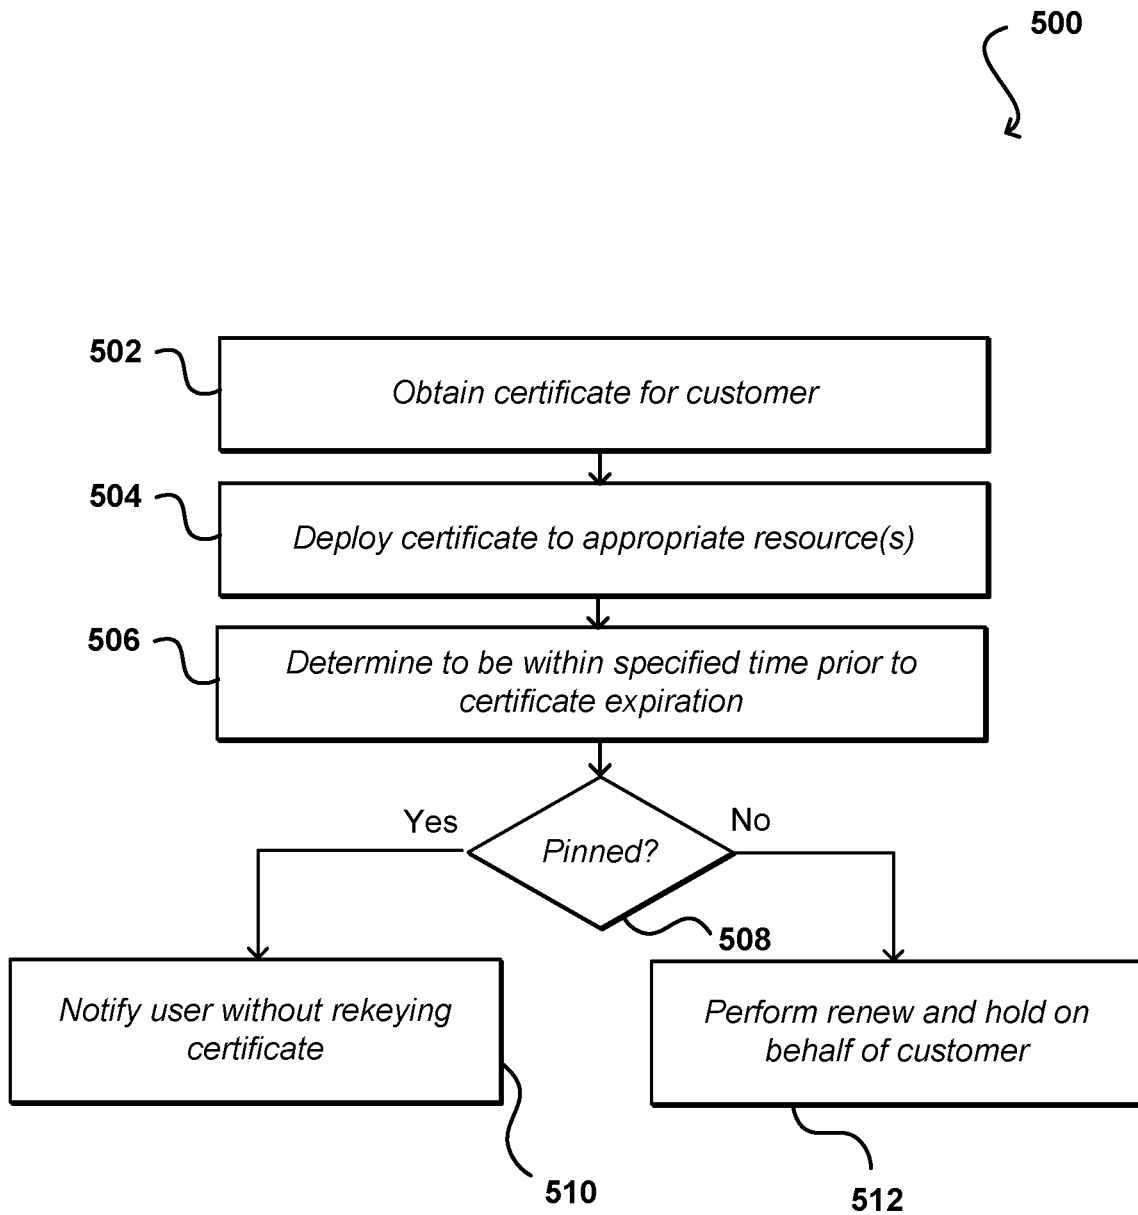 500
502
Obtain certificate for customer
504
Deploy certificate to appropriate resource(s)
506
Determine to be within specified time prior to
certificate expiration
Yes
No
Pinned?
508
Notify user without rekeying
certificate
Perform renew and hold on
behalf of customer
510
512